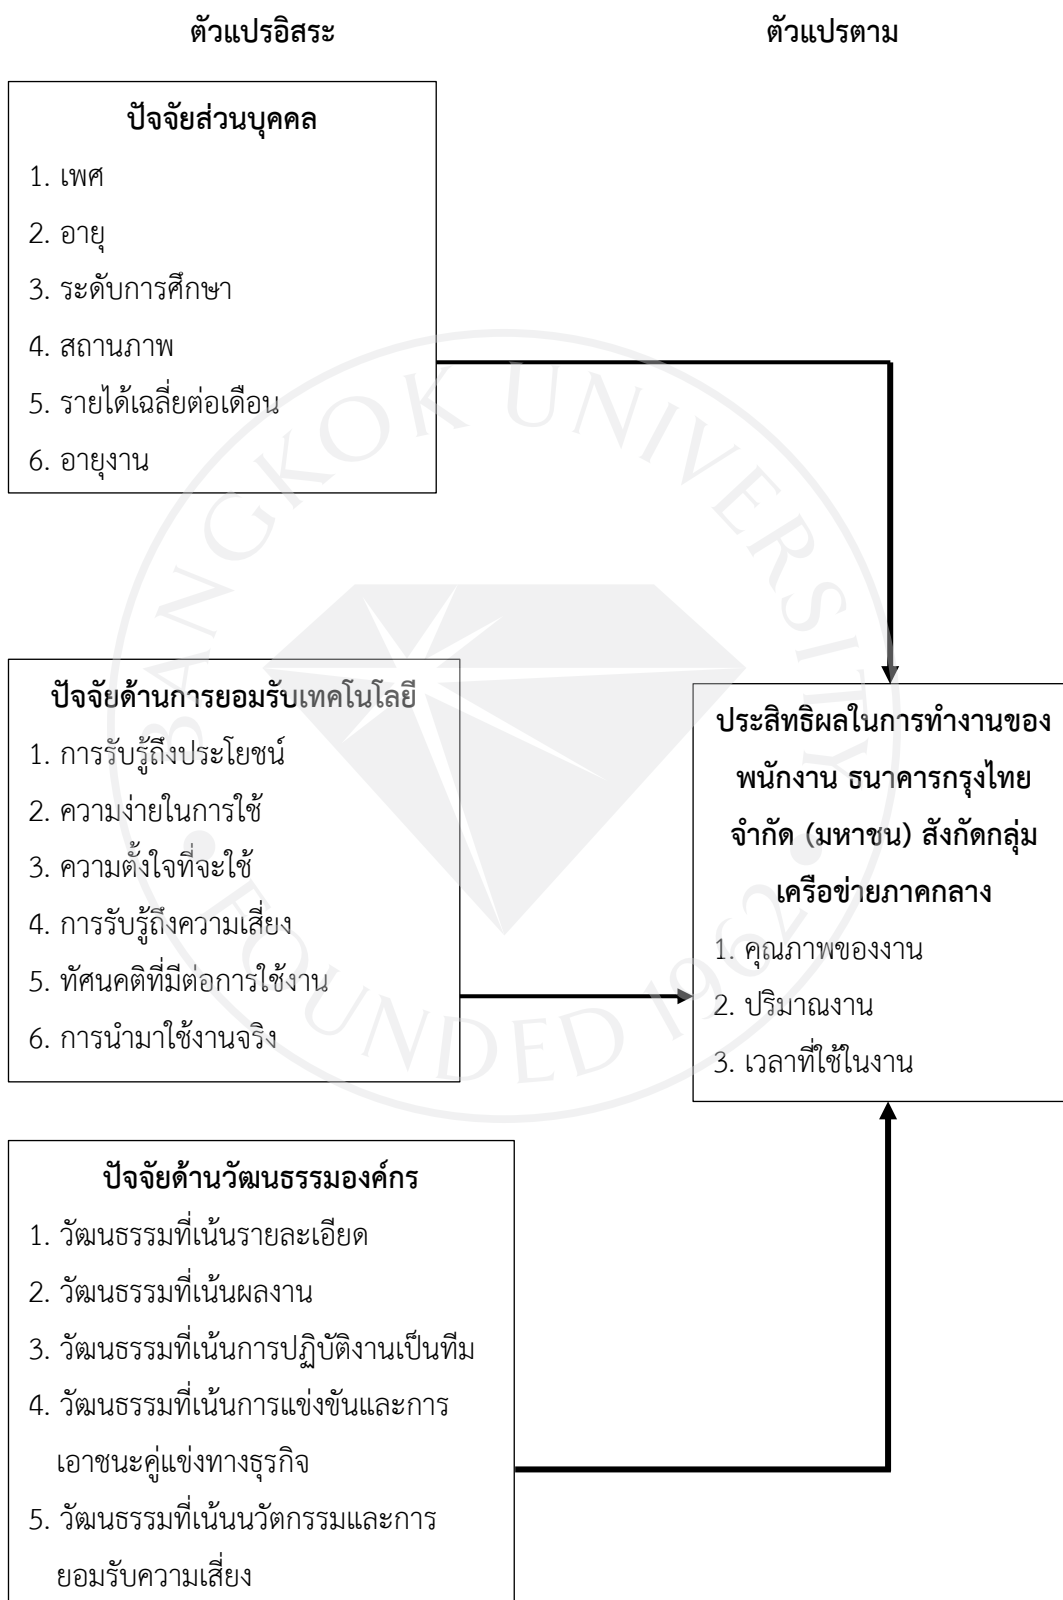 ตัวแปรอิสระ
ตัวแปรตาม
ปัจจัยส่วนบุคคล
1. เพศ
2. อายุ
3. ระดับการศึกษา
4. สถานภาพ
5. รายได้เฉลี่ยต่อเดือน
6. อายุงาน
ปัจจัยด้านการยอมรับเทคโนโลยี
1. การรับรู้ถึงประโยชน์
2. ความง่ายในการใช้
3. ความตั้งใจที่จะใช้
4. การรับรู้ถึงความเสี่ยง
5. ทัศนคติที่มีต่อการใช้งาน
6. การนำมาใช้งานจริง
ประสิทธิผลในการทำงานของ
พนักงาน ธนาคารกรุงไทย
จำกัด (มหาชน) สังกัดกลุ่ม
เครือข่ายภาคกลาง
1. คุณภาพของงาน
2. ปริมาณงาน
3. เวลาที่ใช้ในงาน
ปัจจัยด้านวัฒนธรรมองค์กร
1. วัฒนธรรมที่เน้นรายละเอียด
2. วัฒนธรรมที่เน้นผลงาน
3. วัฒนธรรมที่เน้นการปฏิบัติงานเป็นทีม
4. วัฒนธรรมที่เน้นการแข่งขันและการ
เอาชนะคู่แข่งทางธุรกิจ
5. วัฒนธรรมที่เน้นนวัตกรรมและการ
ยอมรับความเสี่ยง
BANGKOK UNIVERSITY
FOUNDED 1962